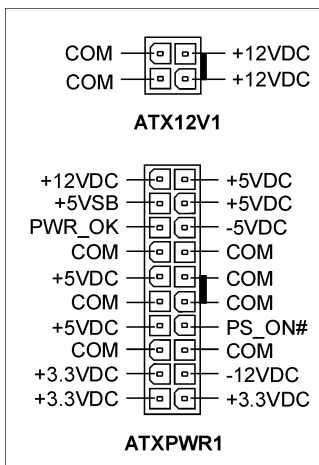 COM +12VDC
COM +12VDC
ATX12V1
+12VDC +5VDC
+5VSB +5VDC
PWR_OK -5VDC
COM COM
+5VDC COM
COM COM
+5VDC PS_ON#
COM COM
+3.3VDC -12VDC
+3.3VDC +3.3VDC
ATXPWR1